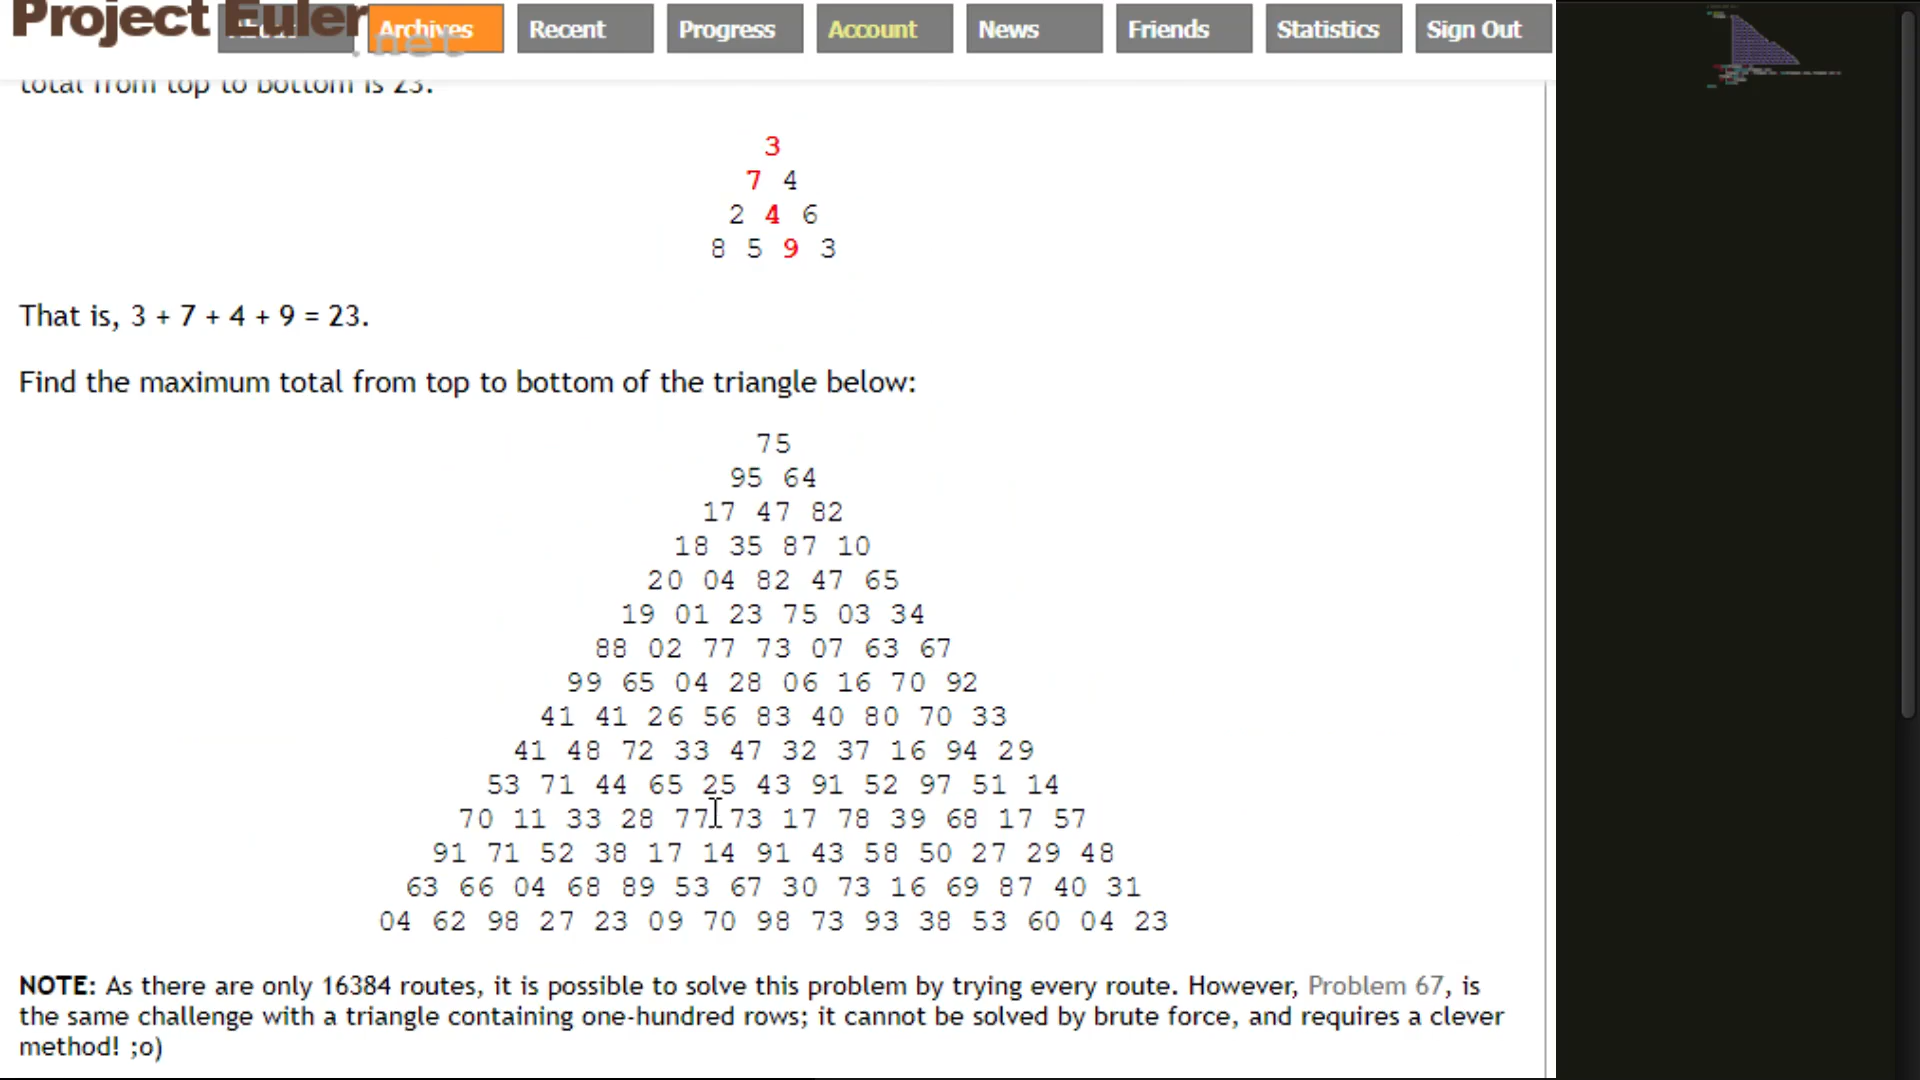 Project Euler
.net
Archives
Recent
Progress
Account
News
Friends
Statistics
Sign Out
total from top to bottom is 23.
3
7 4
2 4 6
8 5 9 3
That is, 3 + 7 + 4 + 9 = 23.
Find the maximum total from top to bottom of the triangle below:
75
95 64
17 47 82
18 35 87 10
20 04 82 47 65
19 01 23 75 03 34
88 02 77 73 07 63 67
99 65 04 28 06 16 70 92
41 41 26 56 83 40 80 70 33
41 48 72 33 47 32 37 16 94 29
53 71 44 65 25 43 91 52 97 51 14
70 11 33 28 77 73 17 78 39 68 17 57
91 71 52 38 17 14 91 43 58 50 27 29 48
63 66 04 68 89 53 67 30 73 16 69 87 40 31
04 62 98 27 23 09 70 98 73 93 38 53 60 04 23
NOTE: As there are only 16384 routes, it is possible to solve this problem by trying every route. However, Problem 67, is
the same challenge with a triangle containing one-hundred rows; it cannot be solved by brute force, and requires a clever
method! ;o)